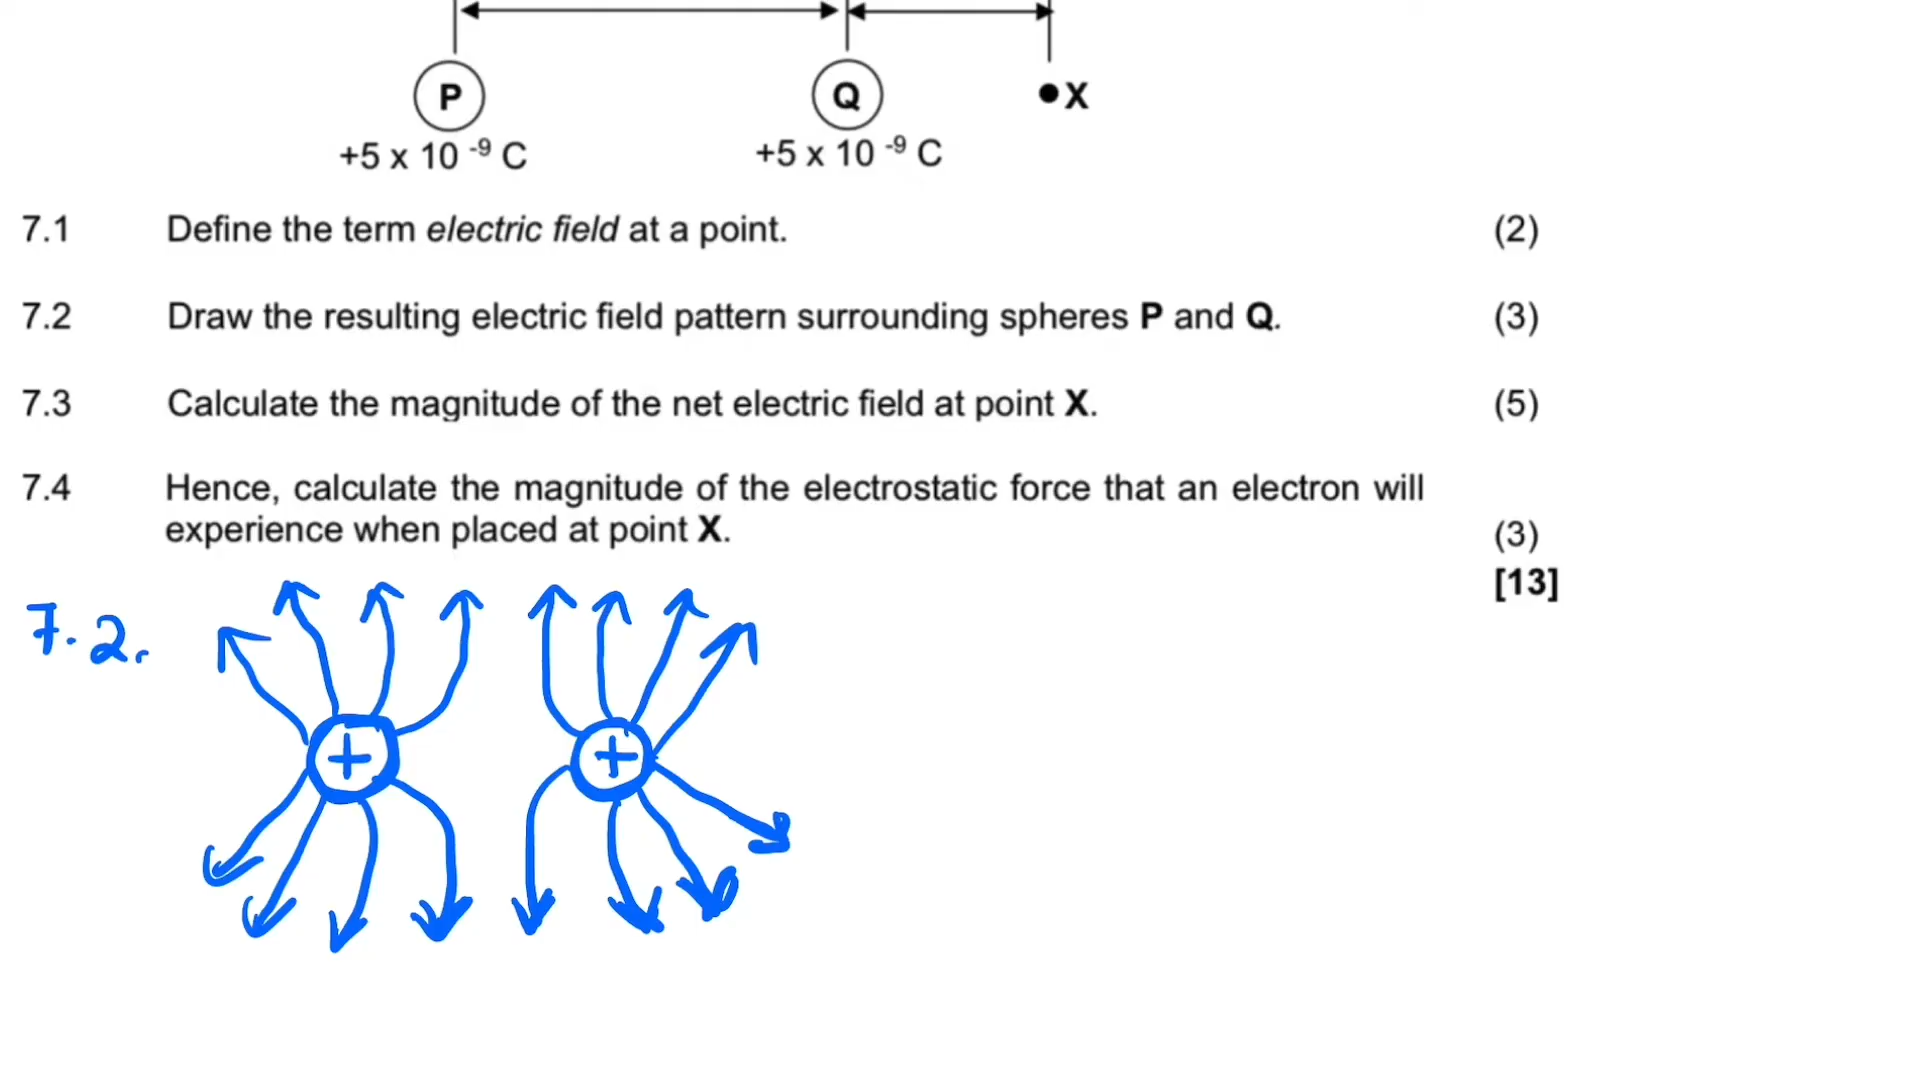 P
Q
X
+5 x 10 -9 C
+5 x 10 -9 C
7.1 Define the term electric field at a point. (2)
7.2 Draw the resulting electric field pattern surrounding spheres P and Q. (3)
7.3 Calculate the magnitude of the net electric field at point X. (5)
7.4 Hence, calculate the magnitude of the electrostatic force that an electron will
experience when placed at point X. (3)
[13]
7.2.
+ +